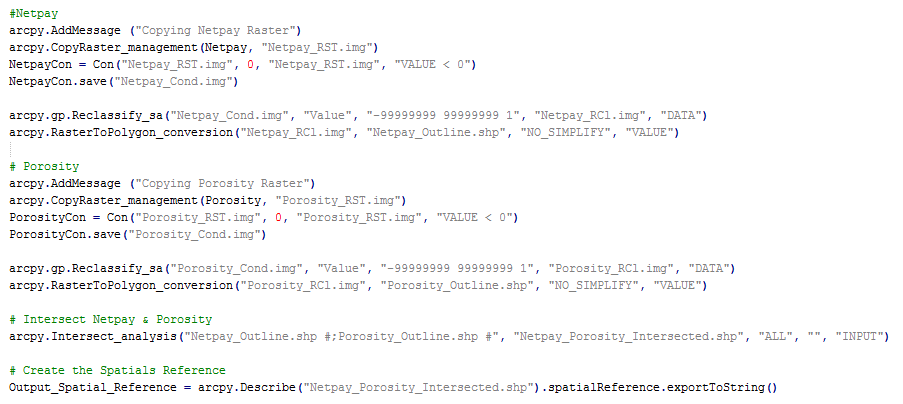 #Netpay
arcpy.AddMessage ("Copying Netpay Raster")
arcpy.CopyRaster_management(Netpay, "Netpay_RST.img")
NetpayCon = Con("Netpay_RST.img", 0, "Netpay_RST.img", "VALUE < 0")
NetpayCon.save("Netpay_Cond.img")
arcpy.gp.Reclassify_sa("Netpay_Cond.img", "Value", "-99999999 99999999 1", "Netpay_RCl.img", "DATA")
arcpy.RasterToPolygon_conversion("Netpay_RCl.img", "Netpay_Outline.shp", "NO_SIMPLIFY", "VALUE")
# Porosity
arcpy.AddMessage ("Copying Porosity Raster")
arcpy.CopyRaster_management(Porosity, "Porosity_RST.img")
PorosityCon = Con("Porosity_RST.img", 0, "Porosity_RST.img", "VALUE < 0")
PorosityCon.save("Porosity_Cond.img")
arcpy.gp.Reclassify_sa("Porosity_Cond.img", "Value", "-99999999 99999999 1", "Porosity_RCl.img", "DATA")
arcpy.RasterToPolygon_conversion("Porosity_RCl.img", "Porosity_Outline.shp", "NO_SIMPLIFY", "VALUE")
# Intersect Netpay & Porosity
arcpy.Intersect_analysis("Netpay_Outline.shp #;Porosity_Outline.shp #", "Netpay_Porosity_Intersected.shp", "ALL", "", "INPUT")
# Create the Spatials Reference
Output_Spatial_Reference = arcpy.Describe("Netpay_Porosity_Intersected.shp").spatialReference.exportToString()